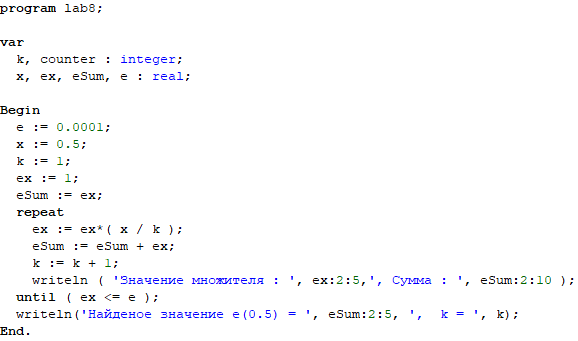 program lab8;
var
k, counter : integer;
x, ex, eSum, e : real;
Begin
e := 0.0001;
x := 0.5;
k := 1;
ex := 1;
eSum := ex;
repeat
ex := ex*( x / k );
eSum := eSum + ex;
k := k + 1;
writeln ( 'Значение множителя : ', ex:2:5,', Сумма : ', eSum:2:10 );
until ( ex <= e );
writeln('Найденое значение e(0.5) = ', eSum:2:5, ',  k = ', k);
End.